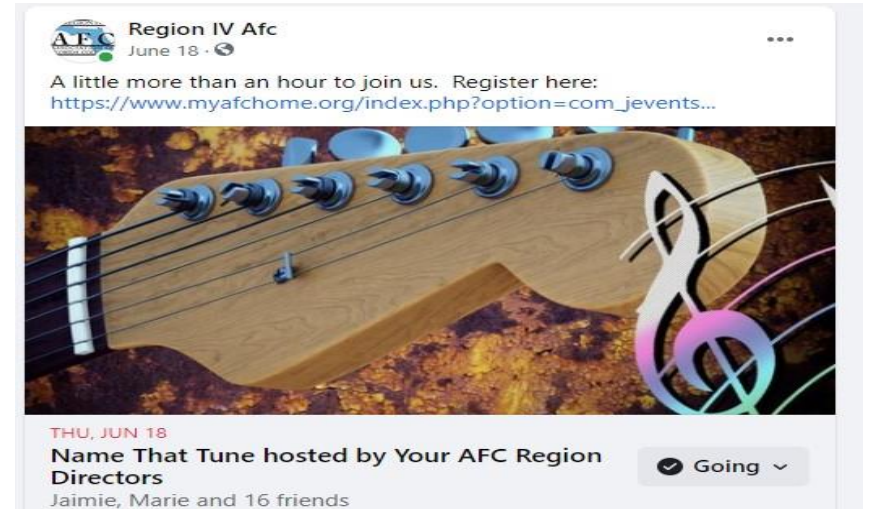 AFC
Region IV Afc
June 18 ·
A little more than an hour to join us.  Register here:
https://www.myafchome.org/index.php?option=com_jevents...
THU, JUN 18
Name That Tune hosted by Your AFC Region
Directors
Going
Jaimie, Marie and 16 friends